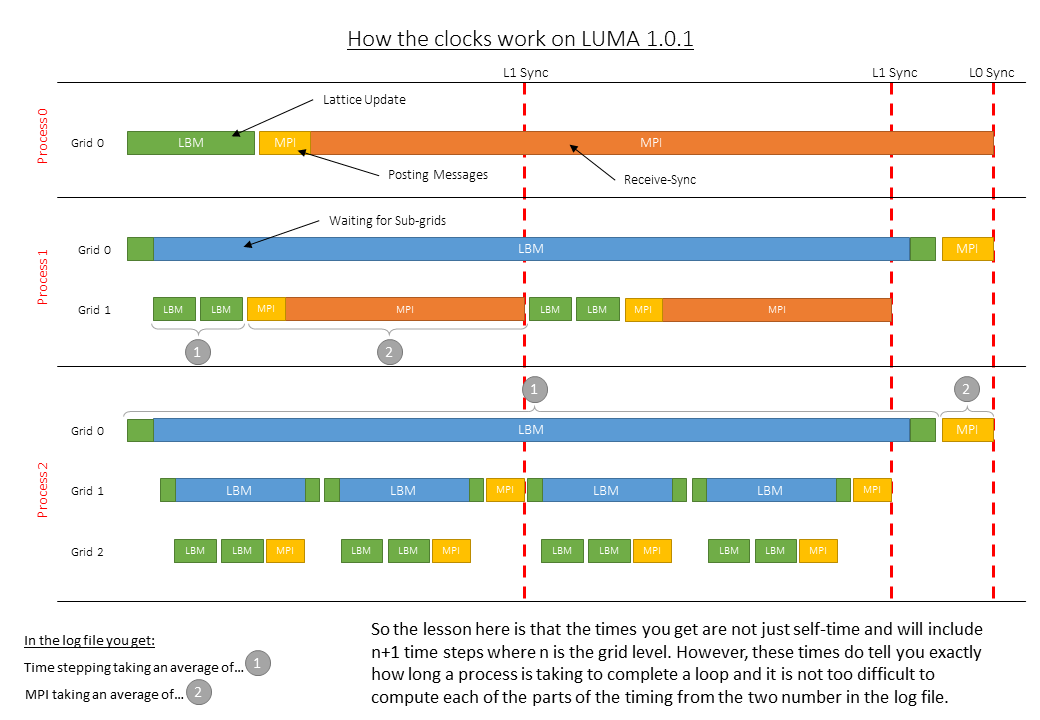 How the clocks work on LUMA 1.0.1
L1 Sync
L1 Sync
L0 Sync
Process 0
Grid 0
LBM
MPI
MPI
Lattice Update
Posting Messages
Receive-Sync
Process 1
Waiting for Sub-grids
Grid 0
LBM
MPI
Grid 1
LBM
LBM
MPI
MPI
LBM
LBM
MPI
MPI
1
2
Process 2
1
2
Grid 0
LBM
MPI
Grid 1
LBM
LBM
MPI
LBM
LBM
MPI
Grid 2
LBM
LBM
MPI
LBM
LBM
MPI
LBM
LBM
MPI
LBM
LBM
MPI
In the log file you get:
Time stepping taking an average of... 1
MPI taking an average of... 2
So the lesson here is that the times you get are not just self-time and will include
n+1 time steps where n is the grid level. However, these times do tell you exactly
how long a process is taking to complete a loop and it is not too difficult to
compute each of the parts of the timing from the two number in the log file.